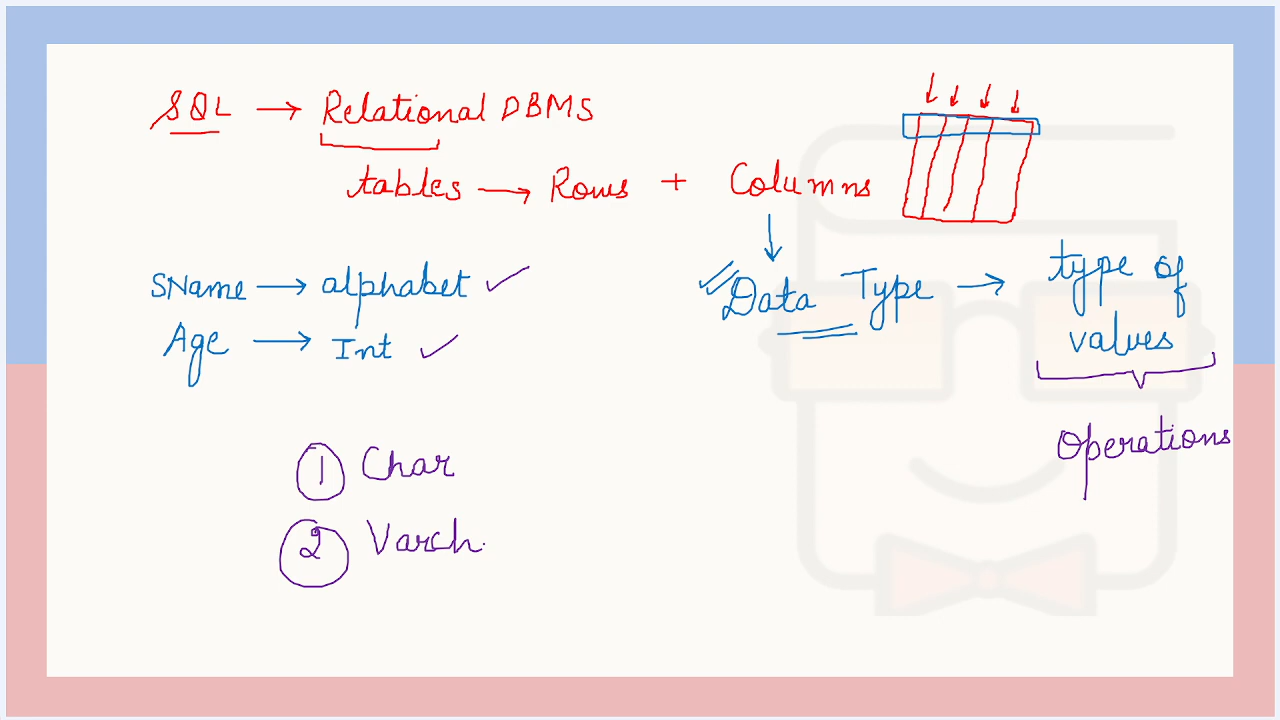 SQL → Relational DBMS
tables → Rows + Columns
SName → alphabet ✓
Age → Int ✓
Data Type → type of values
Operations
1 Char
2 Varch